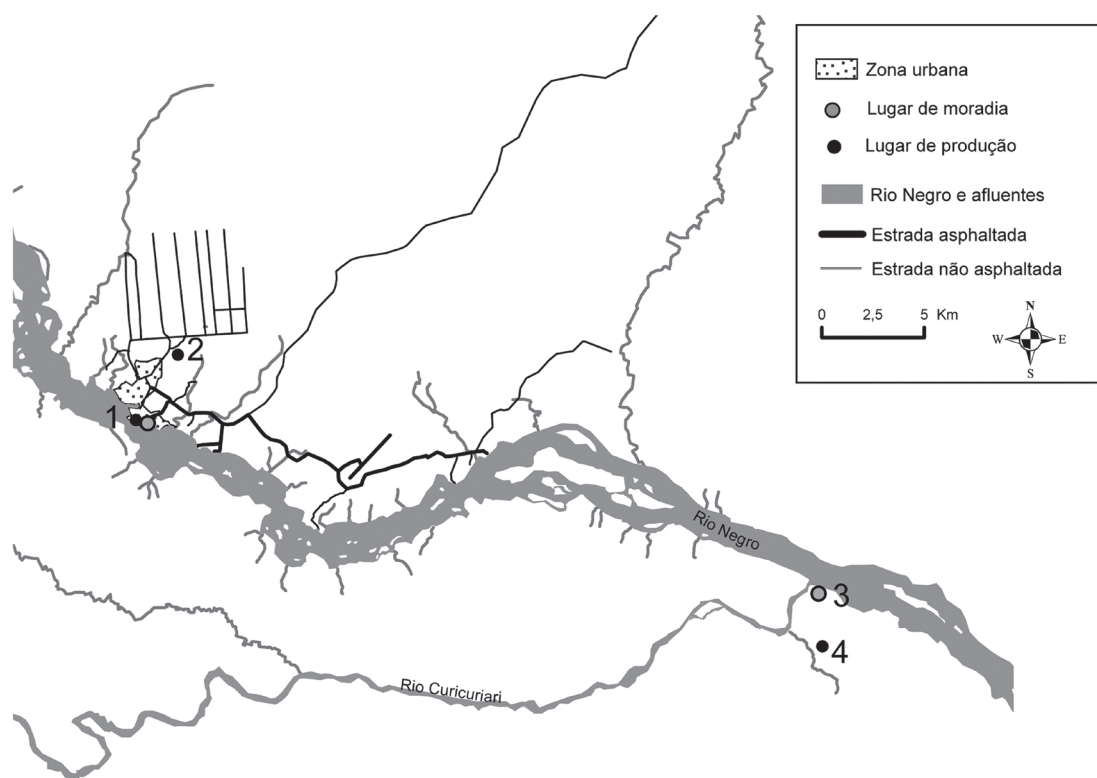 Zona urbana
Lugar de moradia
Lugar de produção
Rio Negro e afluentes
Estrada asphaltada
Estrada não asphaltada
0 2,5 5 Km
N
W E
S
2
1
Rio Negro
3
4
Rio Curicuriari